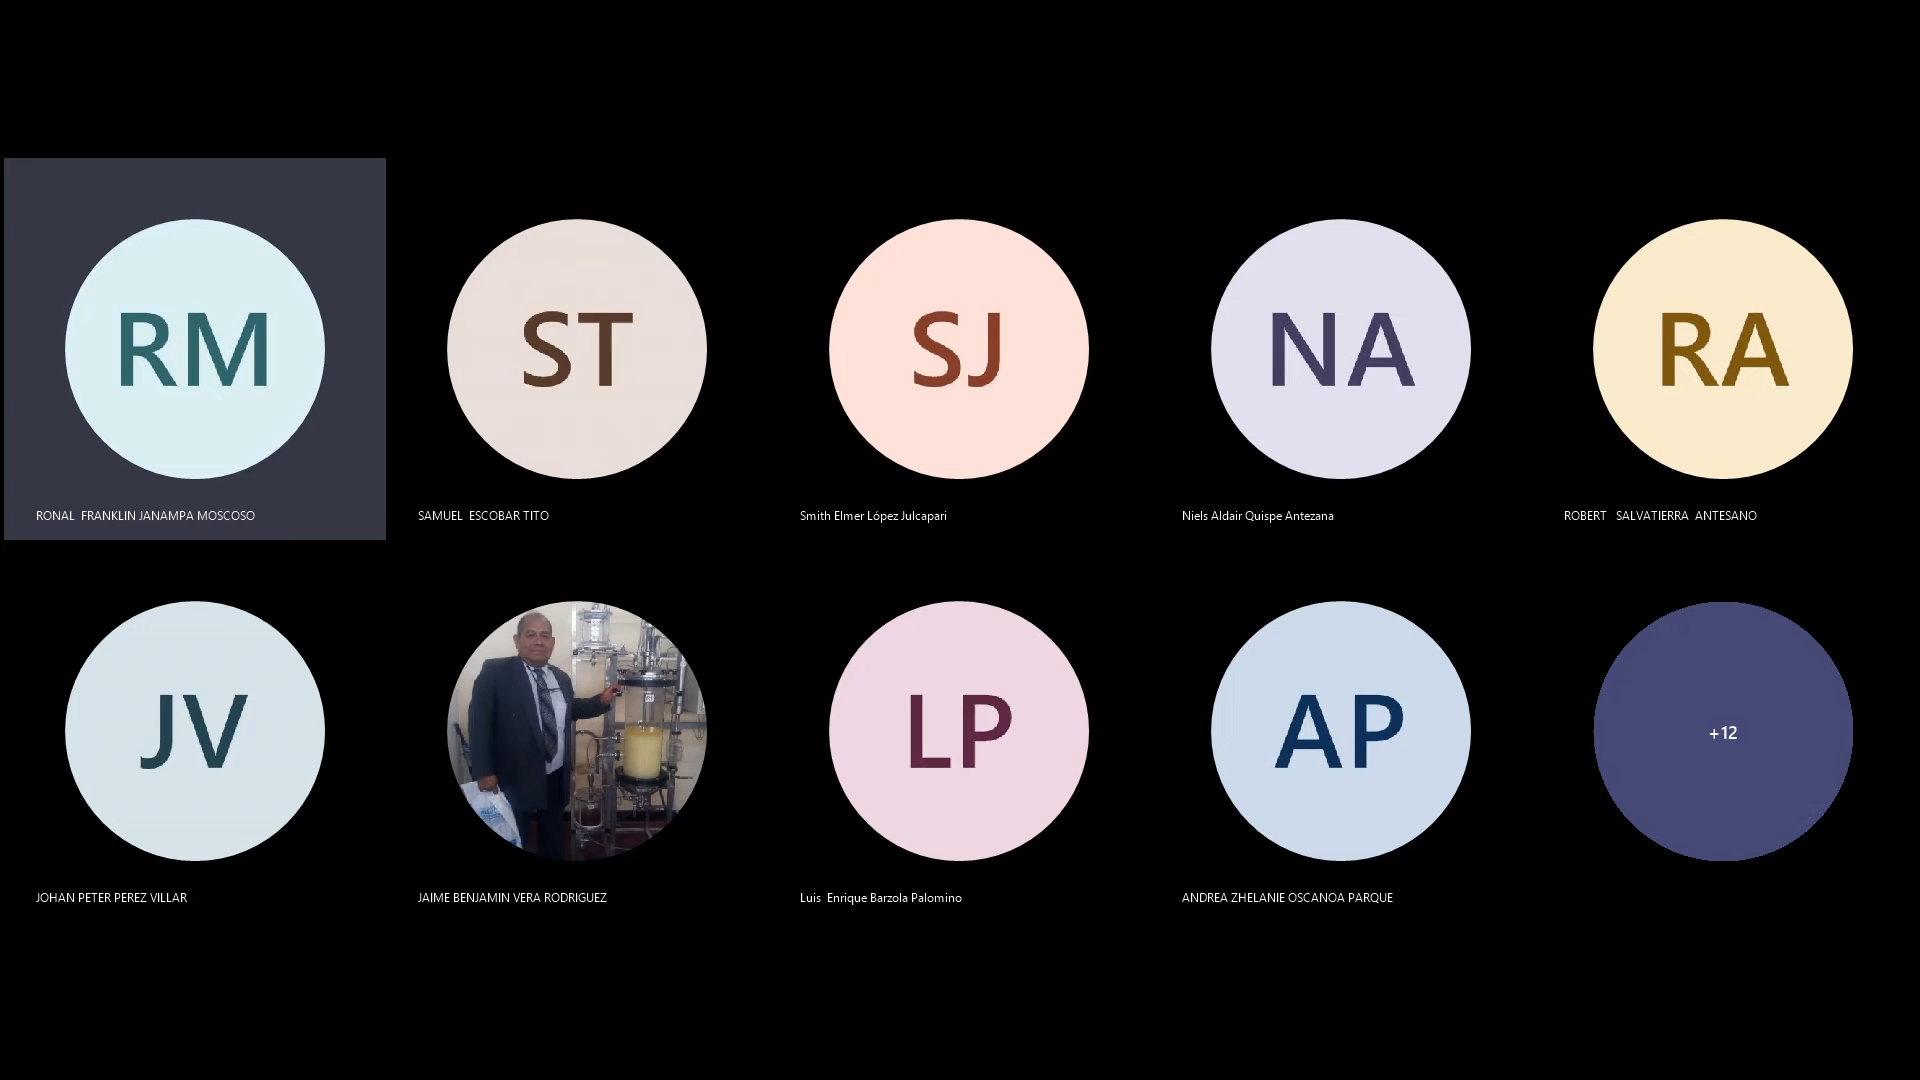 RM
ST
SJ
NA
RA
RONAL FRANKLIN JANAMPA MOSCOSO
SAMUEL ESCOBAR TITO
Smith Elmer López Julcapari
Niels Aldair Quispe Antezana
ROBERT SALVATIERRA ANTESANO
JV
LP
AP
+12
JOHAN PETER PEREZ VILLAR
JAIME BENJAMIN VERA RODRIGUEZ
Luis Enrique Barzola Palomino
ANDREA ZHELANIE OSCANOA PARQUE